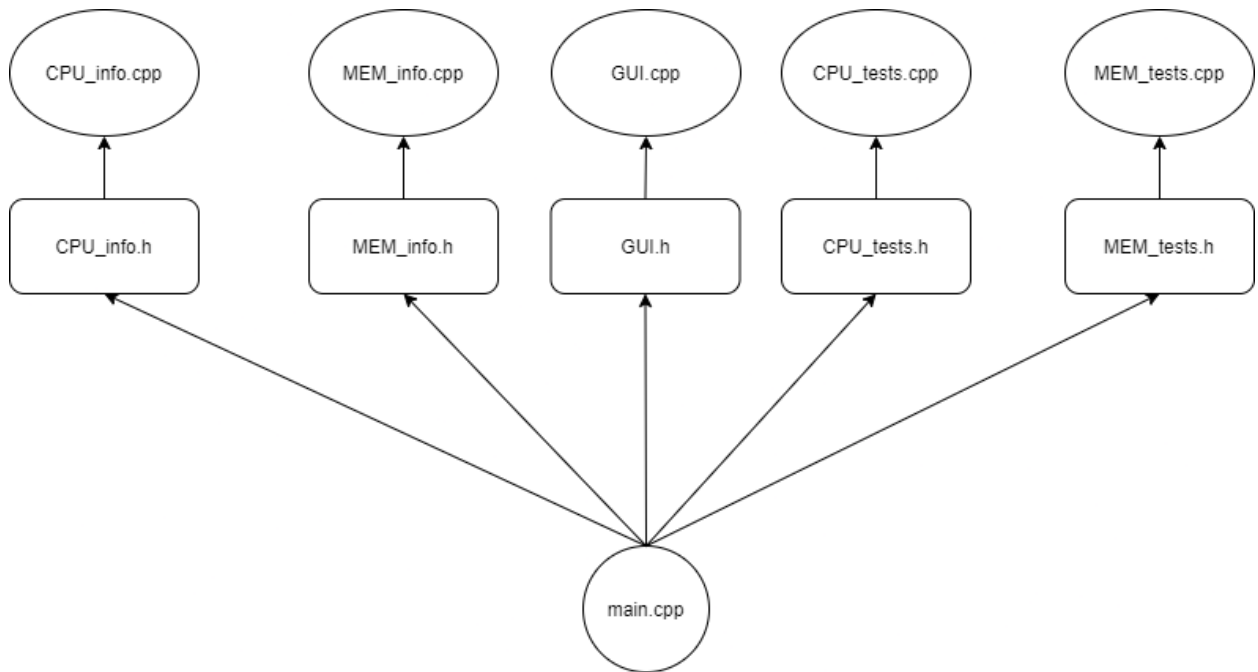 CPU_info.cpp
MEM_info.cpp
GUI.cpp
CPU_tests.cpp
MEM_tests.cpp
CPU_info.h
MEM_info.h
GUI.h
CPU_tests.h
MEM_tests.h
main.cpp